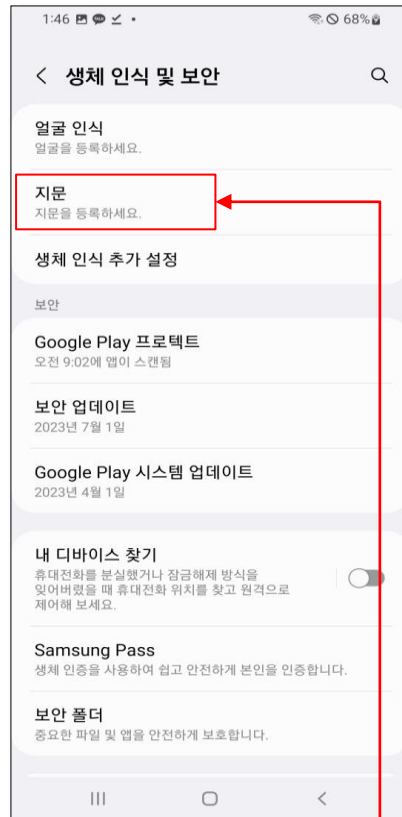 1:46
68%
생체 인식 및 보안
얼굴 인식
얼굴을 등록하세요.
지문
지문을 등록하세요.
생체 인식 추가 설정
보안
Google Play 프로텍트
오전 9:02에 앱이 스캔됨
보안 업데이트
2023년 7월 1일
Google Play 시스템 업데이트
2023년 4월 1일
내 디바이스 찾기
휴대전화를 분실했거나 잠금해제 방식을
잊어버렸을 때 휴대전화 위치를 찾고 원격으로
제어해 보세요.
Samsung Pass
생체 인증을 사용하여 쉽고 안전하게 본인을 인증합니다.
보안 폴더
중요한 파일 및 앱을 안전하게 보호합니다.